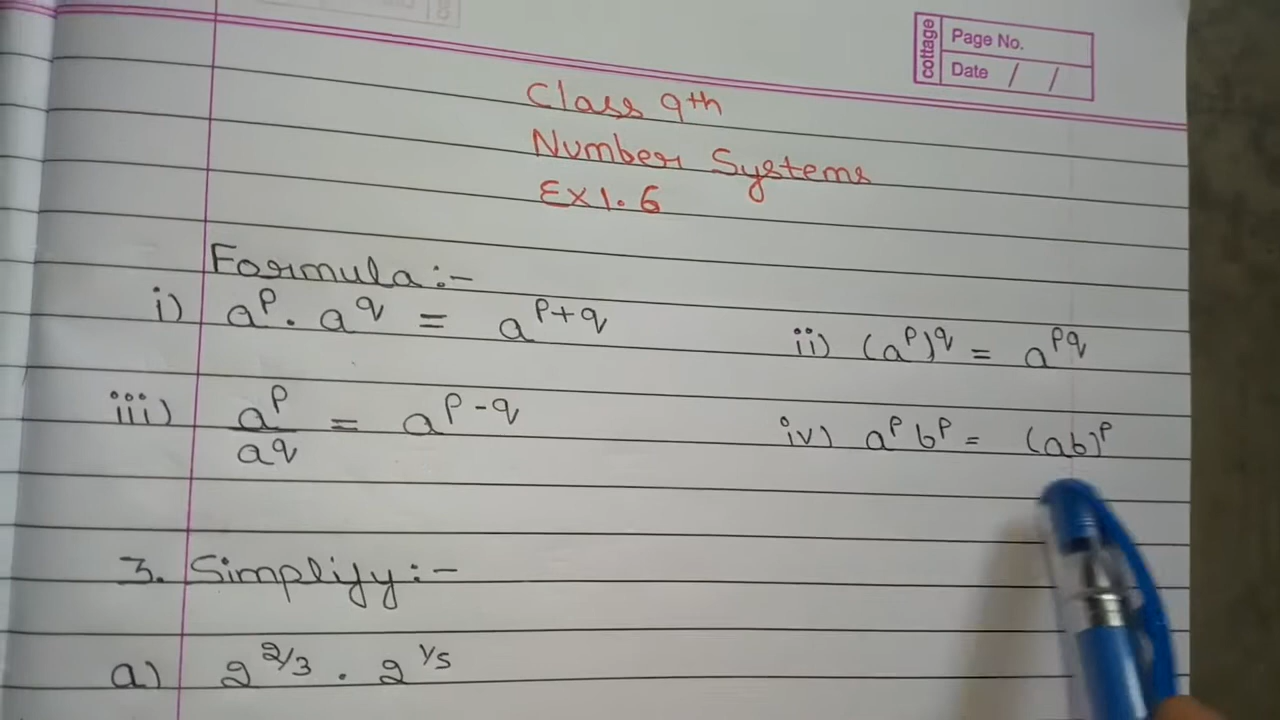 cottage
Page No.
Date / /
Class 9th
Number Systems
Ex 1.6
Formula :-
i) a^p . a^q = a^(p+q)
ii) (a^p)^q = a^(pq)
iii) a^p / a^q = a^(p-q)
iv) a^p b^p = (ab)^p
3. Simplify :-
a) 2^(2/3) . 2^(1/5)